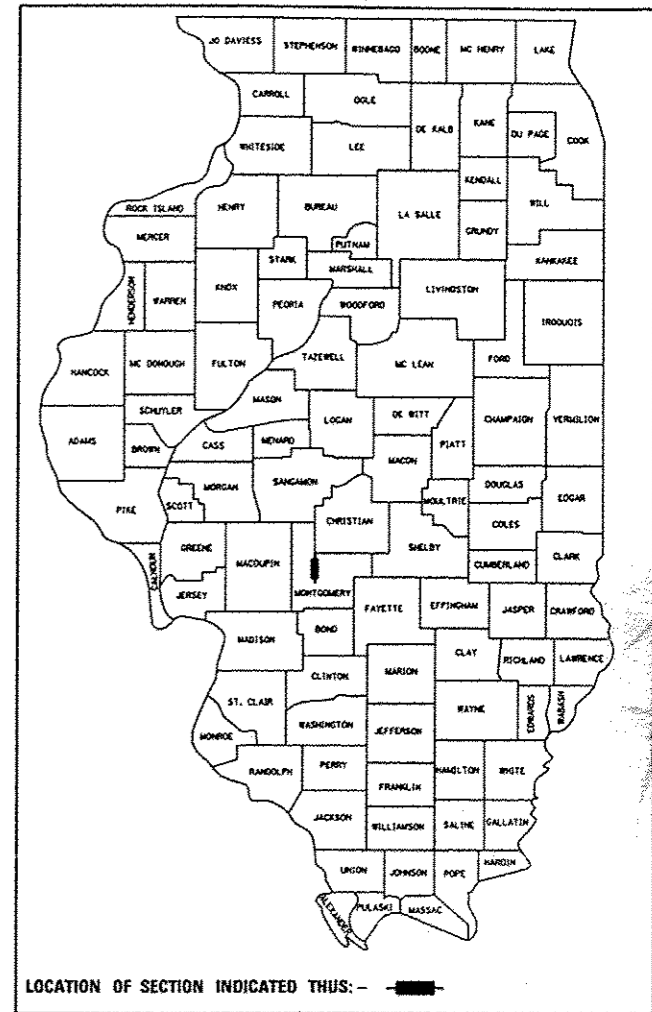 JO DAVIESS
STEPHENSON
WINNEBAGO
BOONE
MC HENRY
LAKE
CARROLL
OGLE
DE KALB
KANE
DU PAGE
COOK
WHITESIDE
LEE
KENDALL
WILL
ROCK ISLAND
HENRY
BUREAU
LA SALLE
GRUNDY
MERCER
PUTNAM
STARK
MARSHALL
KANKAKEE
HENDERSON
WARREN
KNOX
PEORIA
WOODFORD
LIVINGSTON
IROQUOIS
HANCOCK
MC DONOUGH
FULTON
TAZEWELL
MC LEAN
FORD
SCHUYLER
MASON
LOGAN
DE WITT
CHAMPAION
VERMILION
ADAMS
BROWN
CASS
MENARD
MACON
PIATT
PIKE
SCOTT
MORGAN
SANGAMON
MOULTRIE
DOUGLAS
EDGAR
CHRISTIAN
COLES
CALHOUN
GREENE
MACOUPIN
SHELBY
CUMBERLAND
CLARK
JERSEY
MONTGOMERY
FAYETTE
EFFINGHAM
JASPER
CRAWFORD
MADISON
BOND
CLAY
RICHLAND
LAWRENCE
CLINTON
MARION
ST. CLAIR
WAYNE
EDWARDS
WABASH
MONROE
WASHINGTON
JEFFERSON
RANDOLPH
PERRY
HAMILTON
WHITE
FRANKLIN
JACKSON
WILLIAMSON
SALINE
GALLATIN
UNION
JOHNSON
POPE
HARDIN
ALEXANDER
PULASKI
MASSAC
LOCATION OF SECTION INDICATED THUS: -